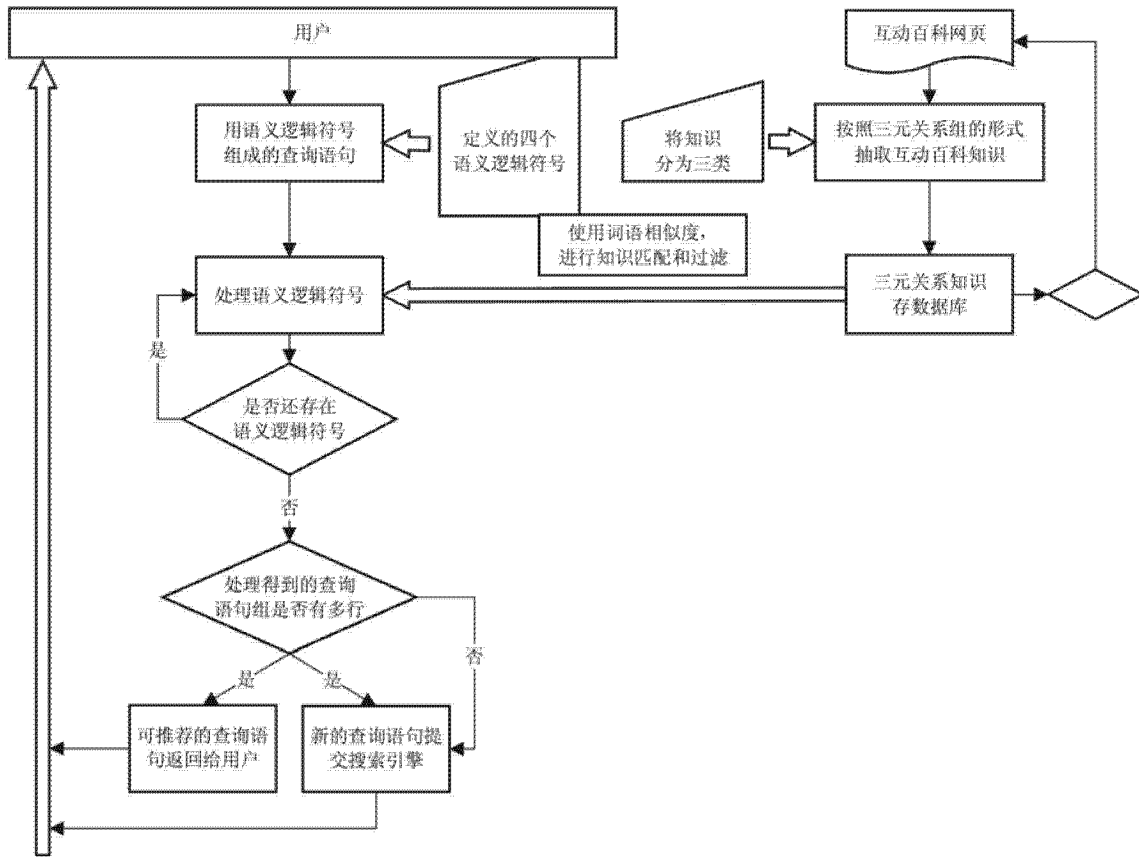 用户
互动百科网页
用语义逻辑符号
组成的查询语句
定义的四个
语义逻辑符号
将知识
分为三类
按照三元关系组的形式
抽取互动百科知识
使用词语相似度，
进行知识匹配和过滤
处理语义逻辑符号
三元关系知识
存数据库
是
是否还存在
语义逻辑符号
否
处理得到的查询
语句组是否有多行
否
是
是
可推荐的查询语
句返回给用户
新的查询语句提
交搜索引擎